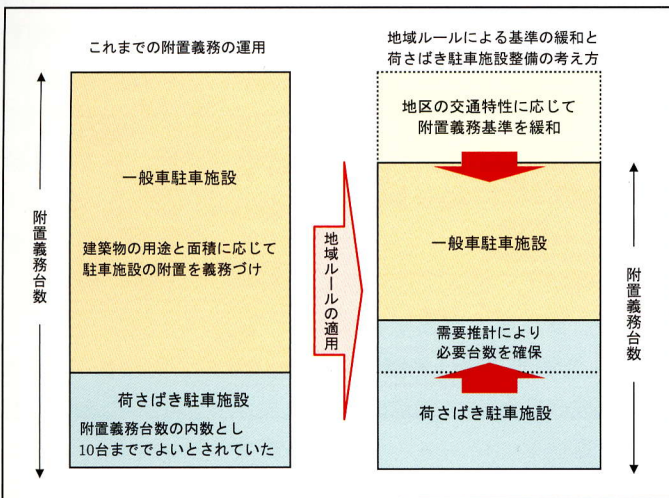 これまでの附置義務の運用
附置義務台数
一般車駐車施設
建築物の用途と面積に応じて
駐車施設の附置を義務づけ
荷さばき駐車施設
附置義務台数の内数とし
10台まででよいとされていた
地域ルールの適用
地域ルールによる基準の緩和と
荷さばき駐車施設整備の考え方
地区の交通特性に応じて
附置義務基準を緩和
一般車駐車施設
需要推計により
必要台数を確保
荷さばき駐車施設
附置義務台数